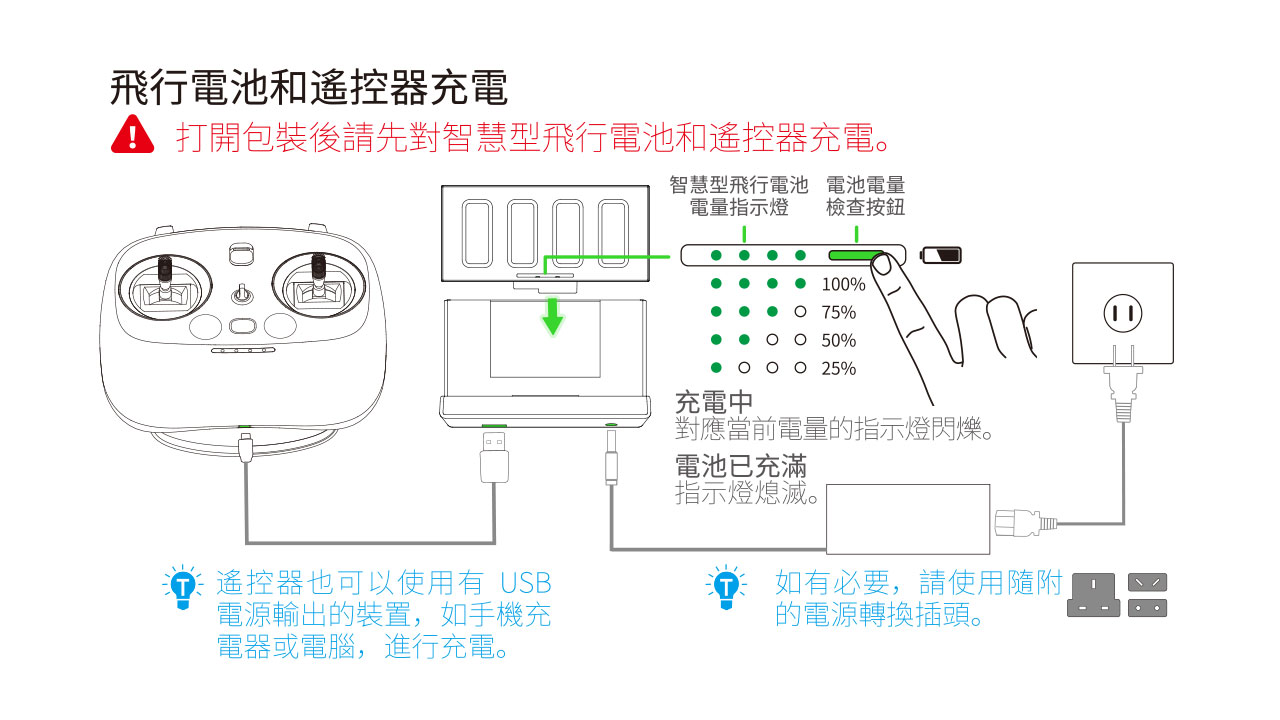 飛行電池和遙控器充電
打開包裝後請先對智慧型飛行電池和遙控器充電。
智慧型飛行電池
電量指示燈
電池電量
檢查按鈕
100%
75%
50%
25%
充電中
對應當前電量的指示燈閃爍。
電池已充滿
指示燈熄滅。
遙控器也可以使用有 USB
電源輸出的裝置，如手機充
電器或電腦，進行充電。
如有必要，請使用隨附
的電源轉換插頭。